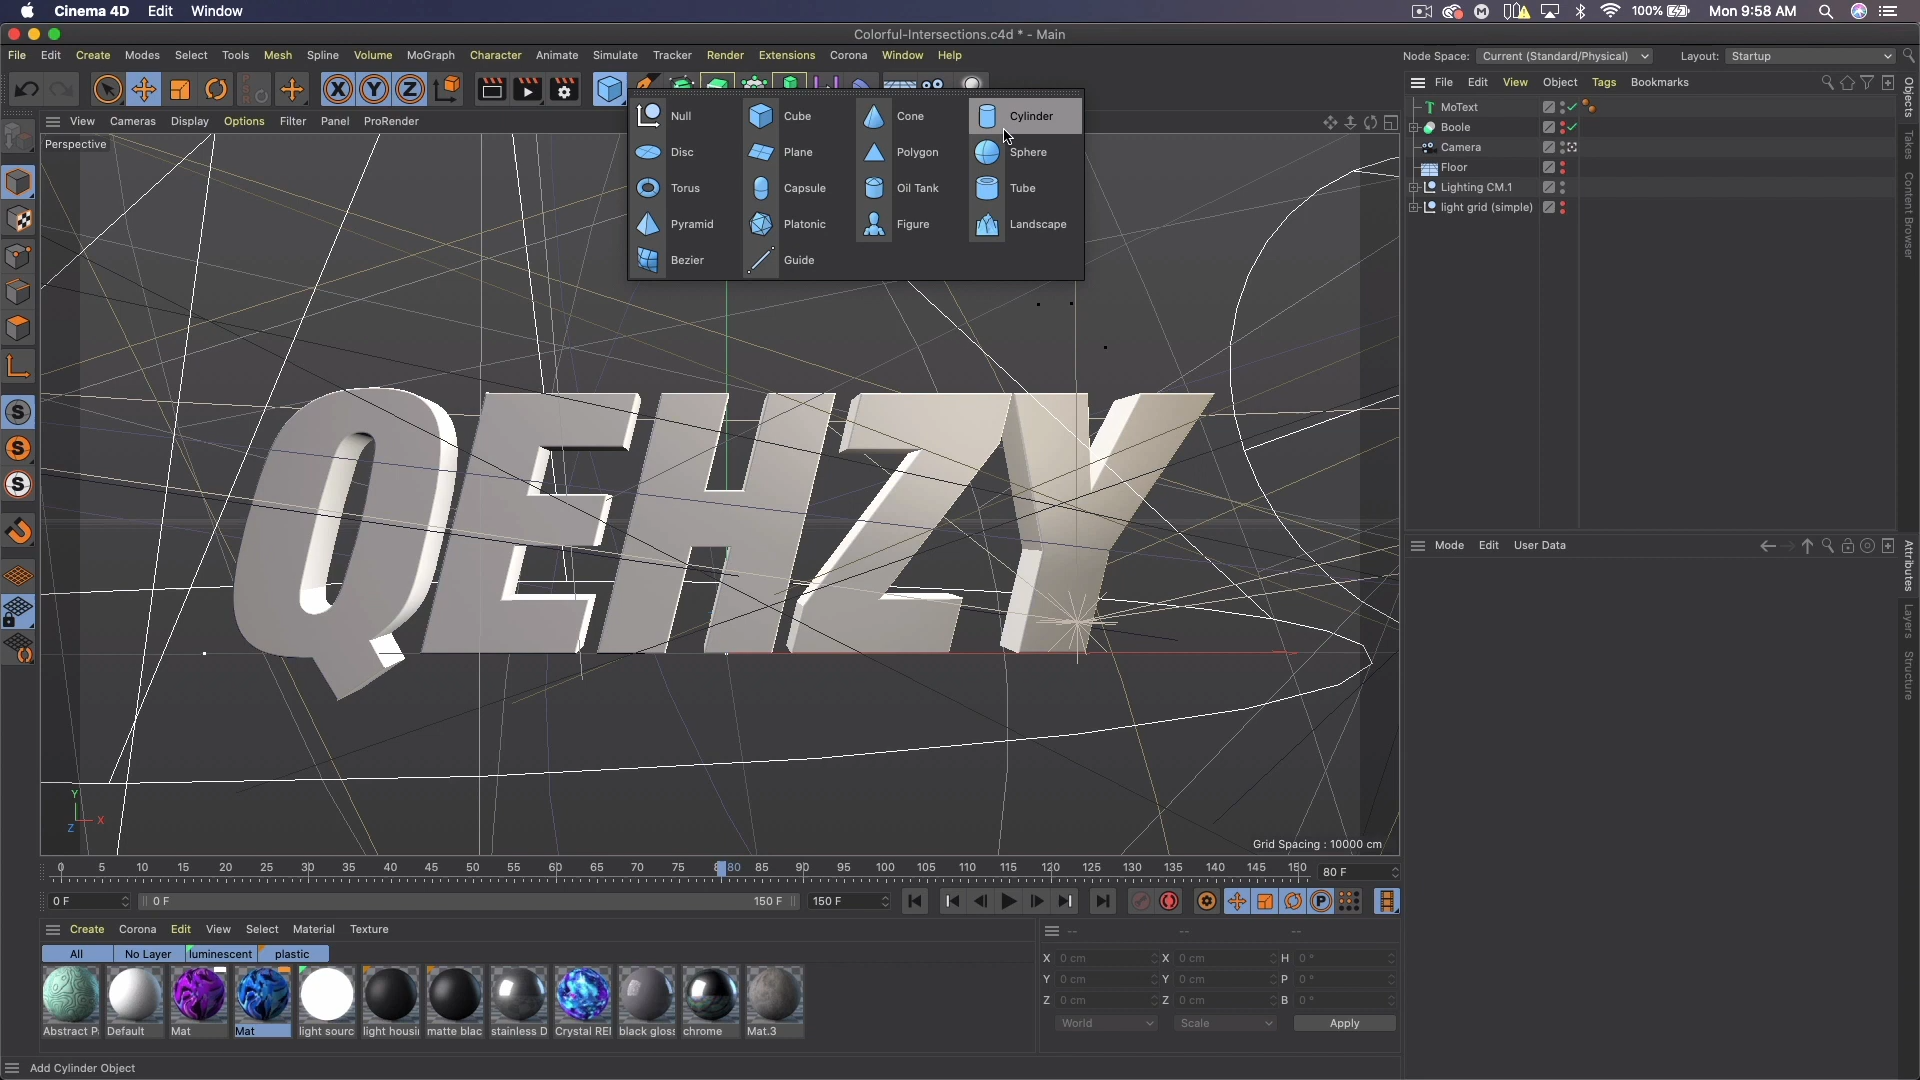 Cinema 4D Edit Window 100% Mon 9:58 AM
Colorful-Intersections.c4d * - Main
File Edit Create Modes Select Tools Mesh Spline Volume MoGraph Character Animate Simulate Tracker Render Extensions Corona Window Help Node Space: Current (Standard/Physical) Layout: Startup
File Edit View Object Tags Bookmarks
View Cameras Display Options Filter Panel ProRender
Perspective
Null Cube Cone Cylinder
Disc Plane Polygon Sphere
Torus Capsule Oil Tank Tube
Pyramid Platonic Figure Landscape
Bezier Guide
MoText
Boole
Camera
Floor
Lighting CM.1
light grid (simple)
Objects
Takes
Content Browser
QEHZY
Mode Edit User Data
Attributes
Layers
Structure
Y
X
Z
Grid Spacing : 10000 cm
0 5 10 15 20 25 30 35 40 45 50 55 60 65 70 75 80 85 90 95 100 105 110 115 120 125 130 135 140 145 150 80 F
0 F 0 F 150 F 150 F
Create Corona Edit View Select Material Texture
-- -- --
All No Layer luminescent plastic
X 0 cm X 0 cm H 0 °
Y 0 cm Y 0 cm P 0 °
Z 0 cm Z 0 cm B 0 °
World Scale Apply
Abstract P Default Mat Mat light sourc light housi matte blac stainless D Crystal REI black glos chrome Mat.3
Add Cylinder Object